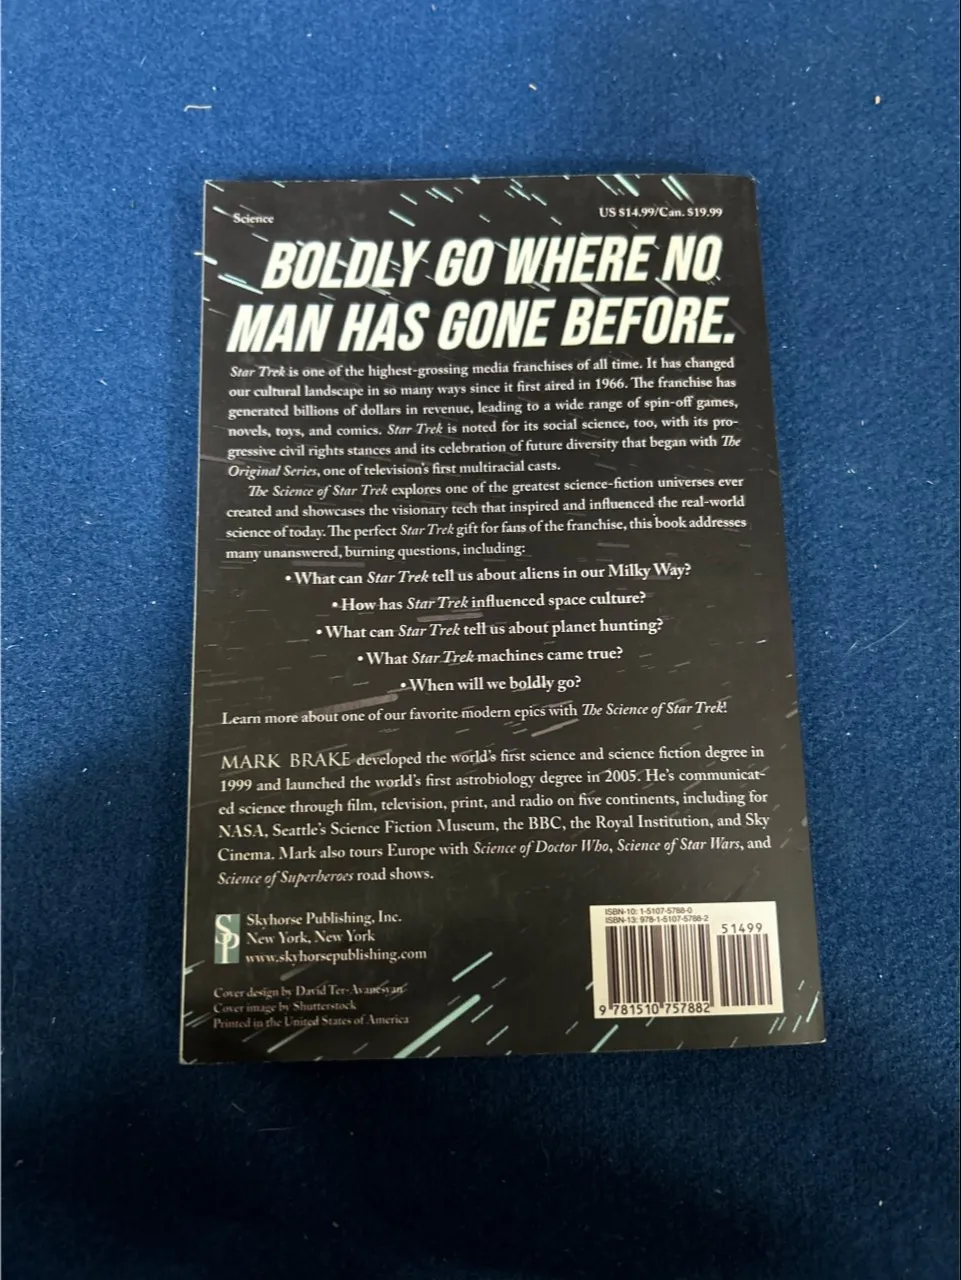 Science
US $14.99/Can. $19.99
BOLDLY GO WHERE NO
MAN HAS GONE BEFORE.
Star Trek is one of the highest-grossing media franchises of all time. It has changed
our cultural landscape in so many ways since it first aired in 1966. The franchise has
generated billions of dollars in revenue, leading to a wide range of spin-off games,
novels, toys, and comics. Star Trek is noted for its social science, too, with its pro-
gressive civil rights stances and its celebration of future diversity that began with The
Original Series, one of television's first multiracial casts.
The Science of Star Trek explores one of the greatest science-fiction universes ever
created and showcases the visionary tech that inspired and influenced the real-world
science of today. The perfect Star Trek gift for fans of the franchise, this book addresses
many unanswered, burning questions, including:
• What can Star Trek tell us about aliens in our Milky Way?
• How has Star Trek influenced space culture?
• What can Star Trek tell us about planet hunting?
• What Star Trek machines came true?
• When will we boldly go?
Learn more about one of our favorite modern epics with The Science of Star Trek!
MARK BRAKE developed the world's first science and science fiction degree in
1999 and launched the world's first astrobiology degree in 2005. He's communicat-
ed science through film, television, print, and radio on five continents, including for
NASA, Seattle's Science Fiction Museum, the BBC, the Royal Institution, and Sky
Cinema. Mark also tours Europe with Science of Doctor Who, Science of Star Wars, and
Science of Superheroes road shows.
SP
Skyhorse Publishing, Inc.
New York, New York
www.skyhorsepublishing.com
Cover design by David Ter-Avanesyan
Cover image by Shutterstock
Printed in the United States of America
ISBN-10: 1-5107-5788-0
ISBN-13: 978-1-5107-5788-2
51499
9 781510 757882